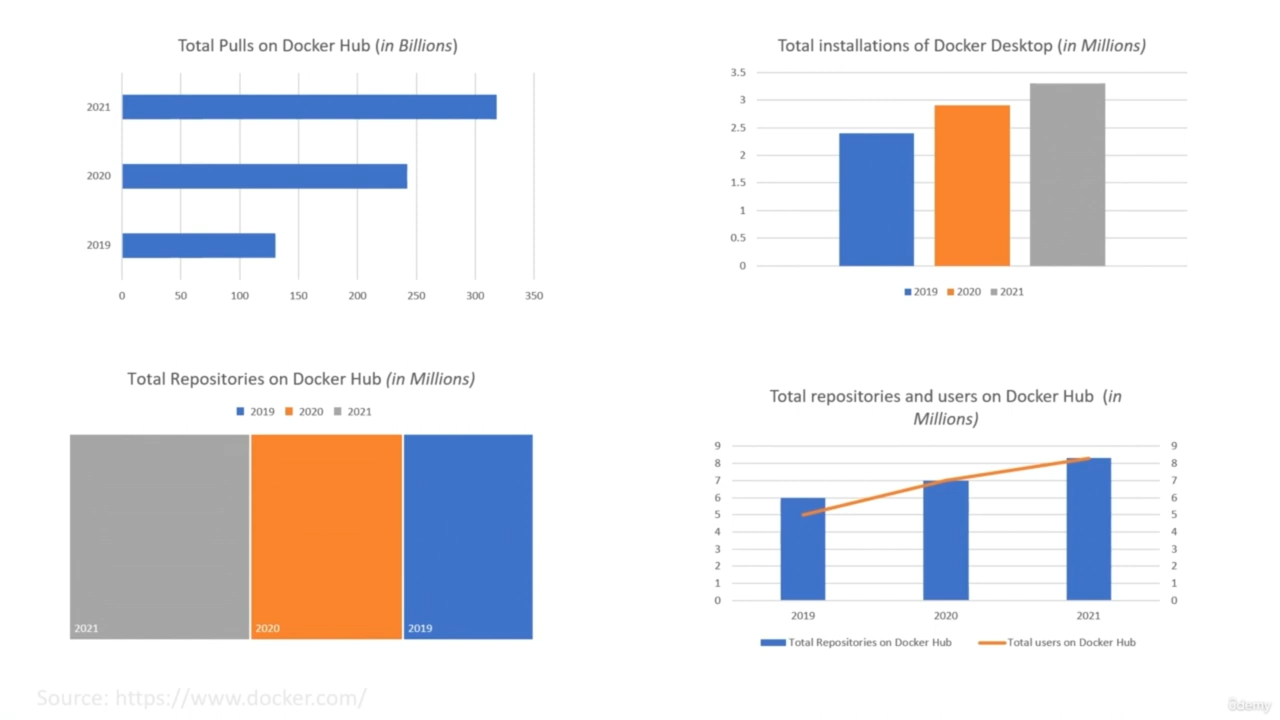 Total Pulls on Docker Hub (in Billions)
2021
2020
2019
0 50 100 150 200 250 300 350
Total installations of Docker Desktop (in Millions)
3.5
3
2.5
2
1.5
1
0.5
0
2019 2020 2021
Total Repositories on Docker Hub (in Millions)
2019 2020 2021
2021 2020 2019
Total repositories and users on Docker Hub (in
Millions)
9 9
8 8
7 7
6 6
5 5
4 4
3 3
2 2
1 1
0 0
2019 2020 2021
Total Repositories on Docker Hub Total users on Docker Hub
Source: https://www.docker.com/
ûdemy